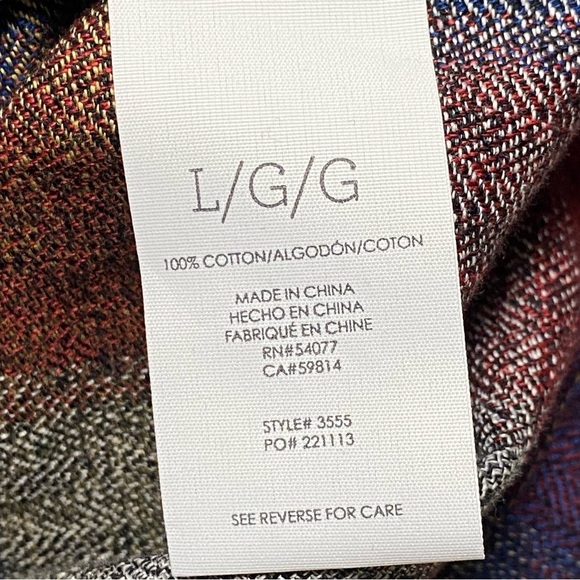 L/G/G
100% COTTON/ALGODÓN/COTON
MADE IN CHINA
HECHO EN CHINA
FABRIQUÉ EN CHINE
RN#54077
CA#59814
STYLE# 3555
PO# 221113
SEE REVERSE FOR CARE